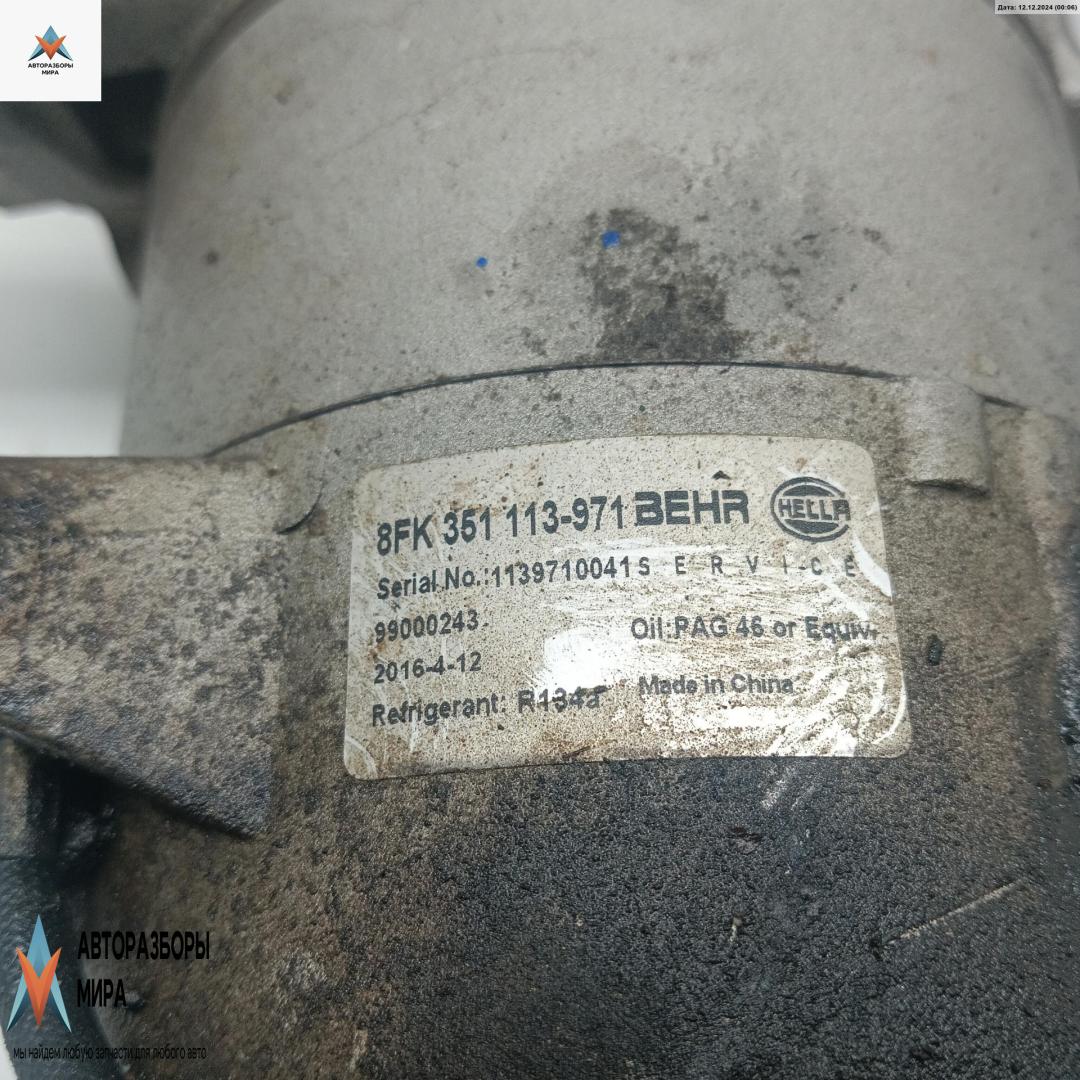 АВТОРАЗБОРЫ
МИРА
Дата: 12.12.2024 (00:06)
8FK 351 113-971 BEHR HELLA
Serial No.:1139710041 SERVICE
99000243
Oil:PAG 46 or Equiv.
2016-4-12
Made in China
Refrigerant: R134a
АВТОРАЗБОРЫ
МИРА
мы найдем любую запчасти для любого авто